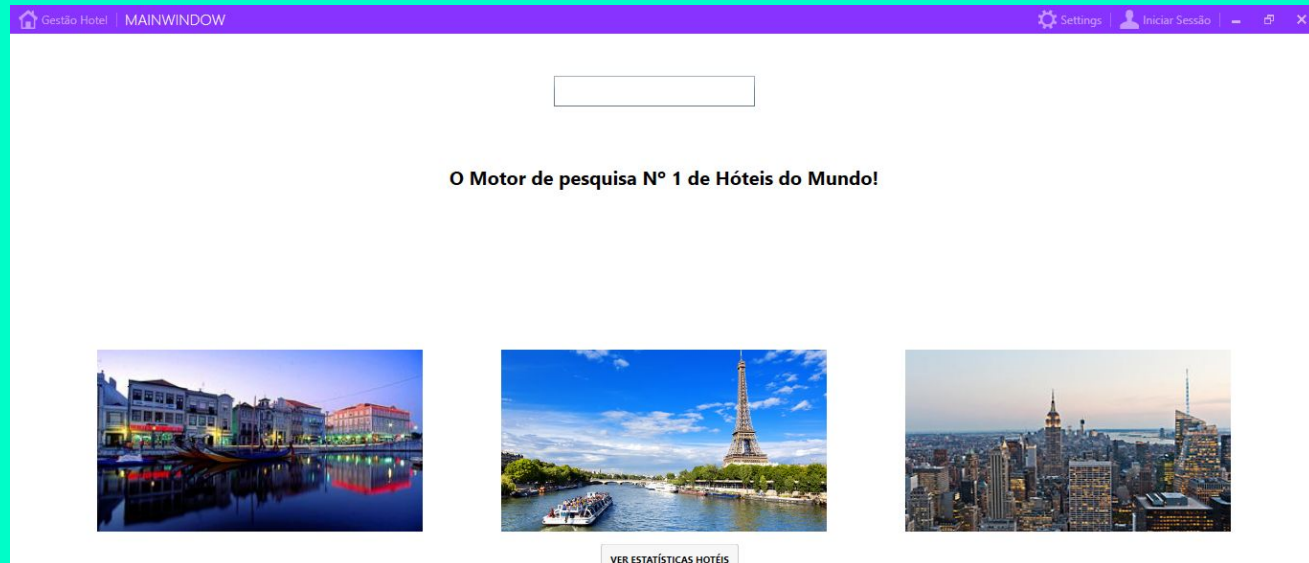 Gestão Hotel | MAINWINDOW Settings | Iniciar Sessão
O Motor de pesquisa Nº 1 de Hóteis do Mundo!
VER ESTATÍSTICAS HOTÉIS